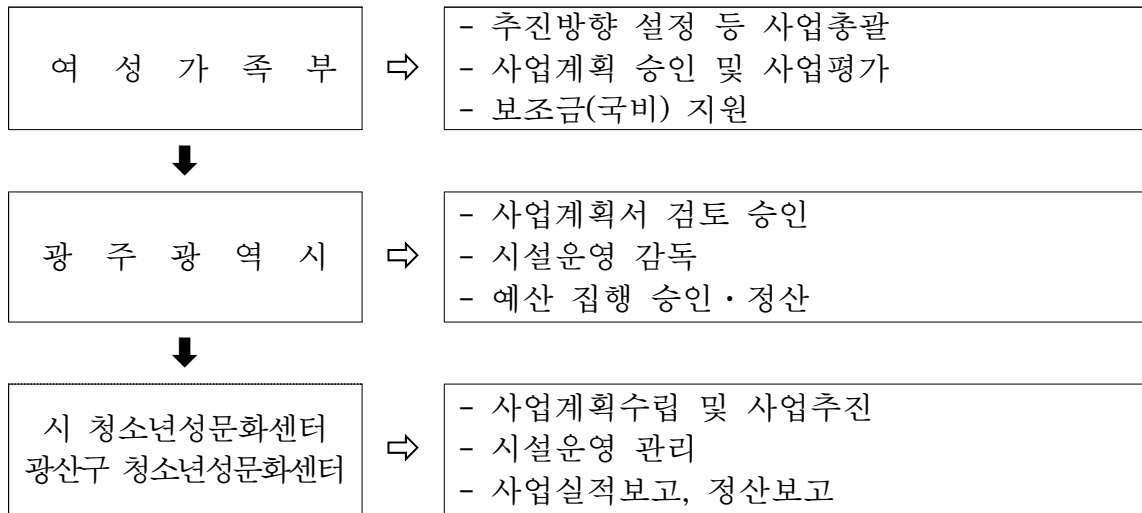 여 성 가 족 부
- 추진방향 설정 등 사업총괄
- 사업계획 승인 및 사업평가
- 보조금(국비) 지원
광 주 광 역 시
- 사업계획서 검토 승인
- 시설운영 감독
- 예산 집행 승인·정산
시 청소년성문화센터
광산구 청소년성문화센터
- 사업계획수립 및 사업추진
- 시설운영 관리
- 사업실적보고, 정산보고